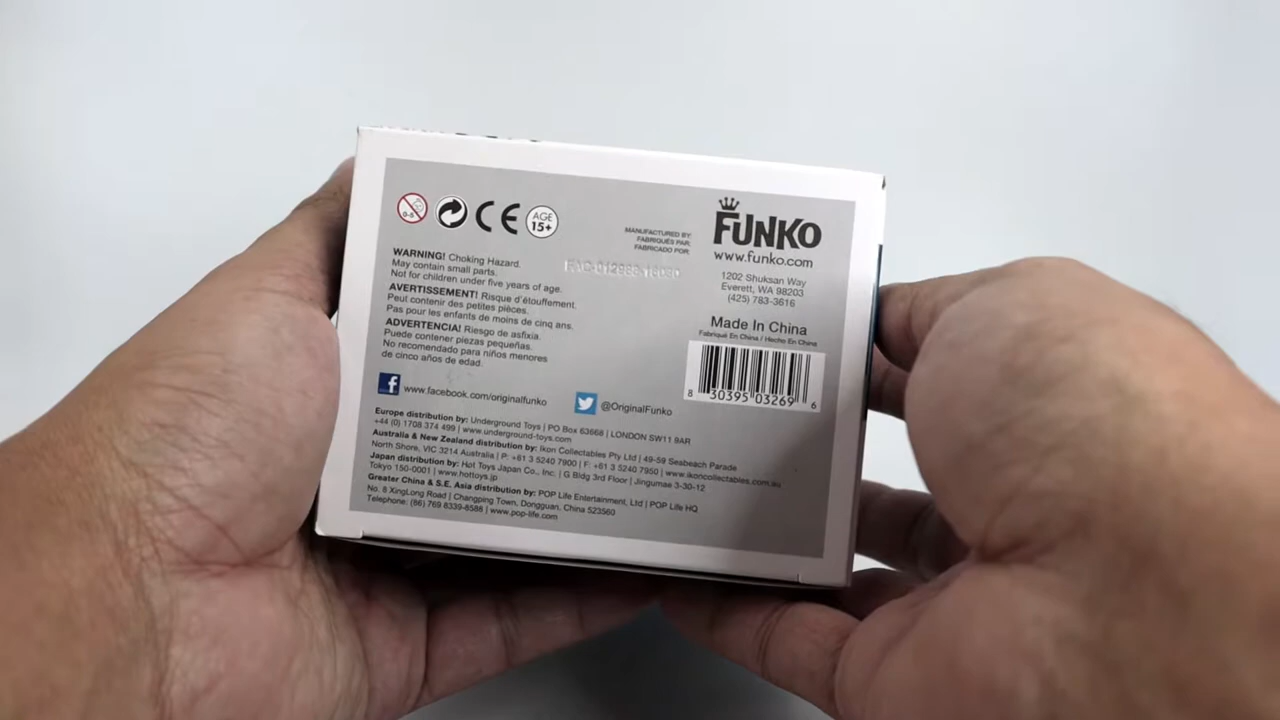 0-5
CE
AGE
15+
MANUFACTURED BY:
FABRIQUÉS PAR:
FABRICADO POR:
FUNKO
www.funko.com
1202 Shuksan Way
Everett, WA 98203
(425) 783-3616
WARNING! Choking Hazard.
May contain small parts.
Not for children under five years of age.
AVERTISSEMENT! Risque d'étouffement.
Peut contenir des petites pièces.
Pas pour les enfants de moins de cinq ans.
ADVERTENCIA! Riesgo de asfixia.
Puede contener piezas pequeñas.
No recomendado para niños menores
de cinco años de edad.
Made In China
Fabriqué En China / Hecho En China
8 30395 03269 6
www.facebook.com/originalfunko
@OriginalFunko
Europe distribution by: Underground Toys | PO Box 63668 | LONDON SW11 9AR
+44 (0) 1708 374 499 | www.underground-toys.com
Australia & New Zealand distribution by: Ikon Collectables Pty Ltd | 49-59 Seabeach Parade
North Shore, VIC 3214 Australia | P: +61 3 5240 7900 | F: +61 3 5240 7950 | www.ikoncollectables.com.au
Japan distribution by: Hot Toys Japan Co., Inc. | G Bldg 3rd Floor | Jingumae 3-30-12
Tokyo 150-0001 | www.hottoys.jp
Greater China & S.E. Asia distribution by: POP Life Entertainment, Ltd | POP Life HQ
No. 8 XingLong Road | Changping Town, Dongguan, China 523560
Telephone: (86) 769 8339-8588 | www.pop-life.com